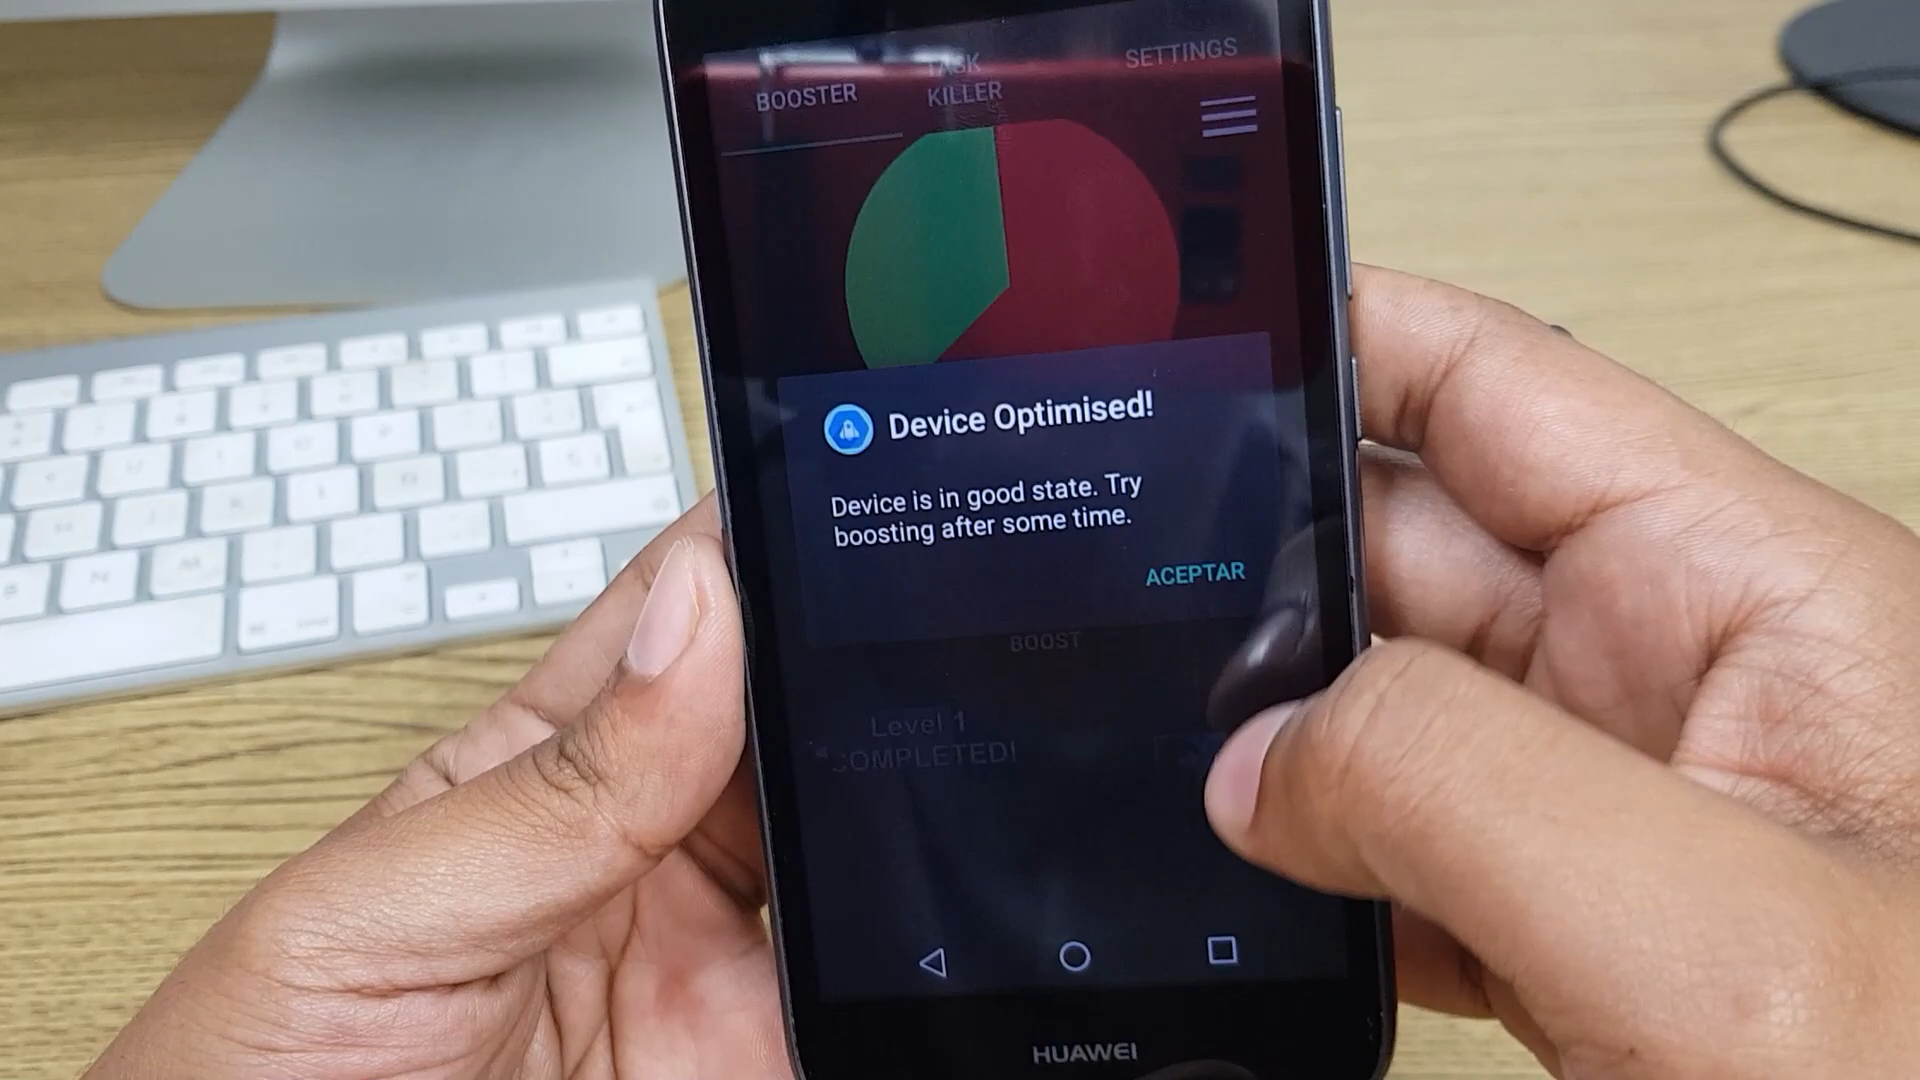 BOOSTER
TASK
KILLER
SETTINGS
Device Optimised!
Device is in good state. Try
boosting after some time.
ACEPTAR
BOOST
Level 1
COMPLETED!
HUAWEI